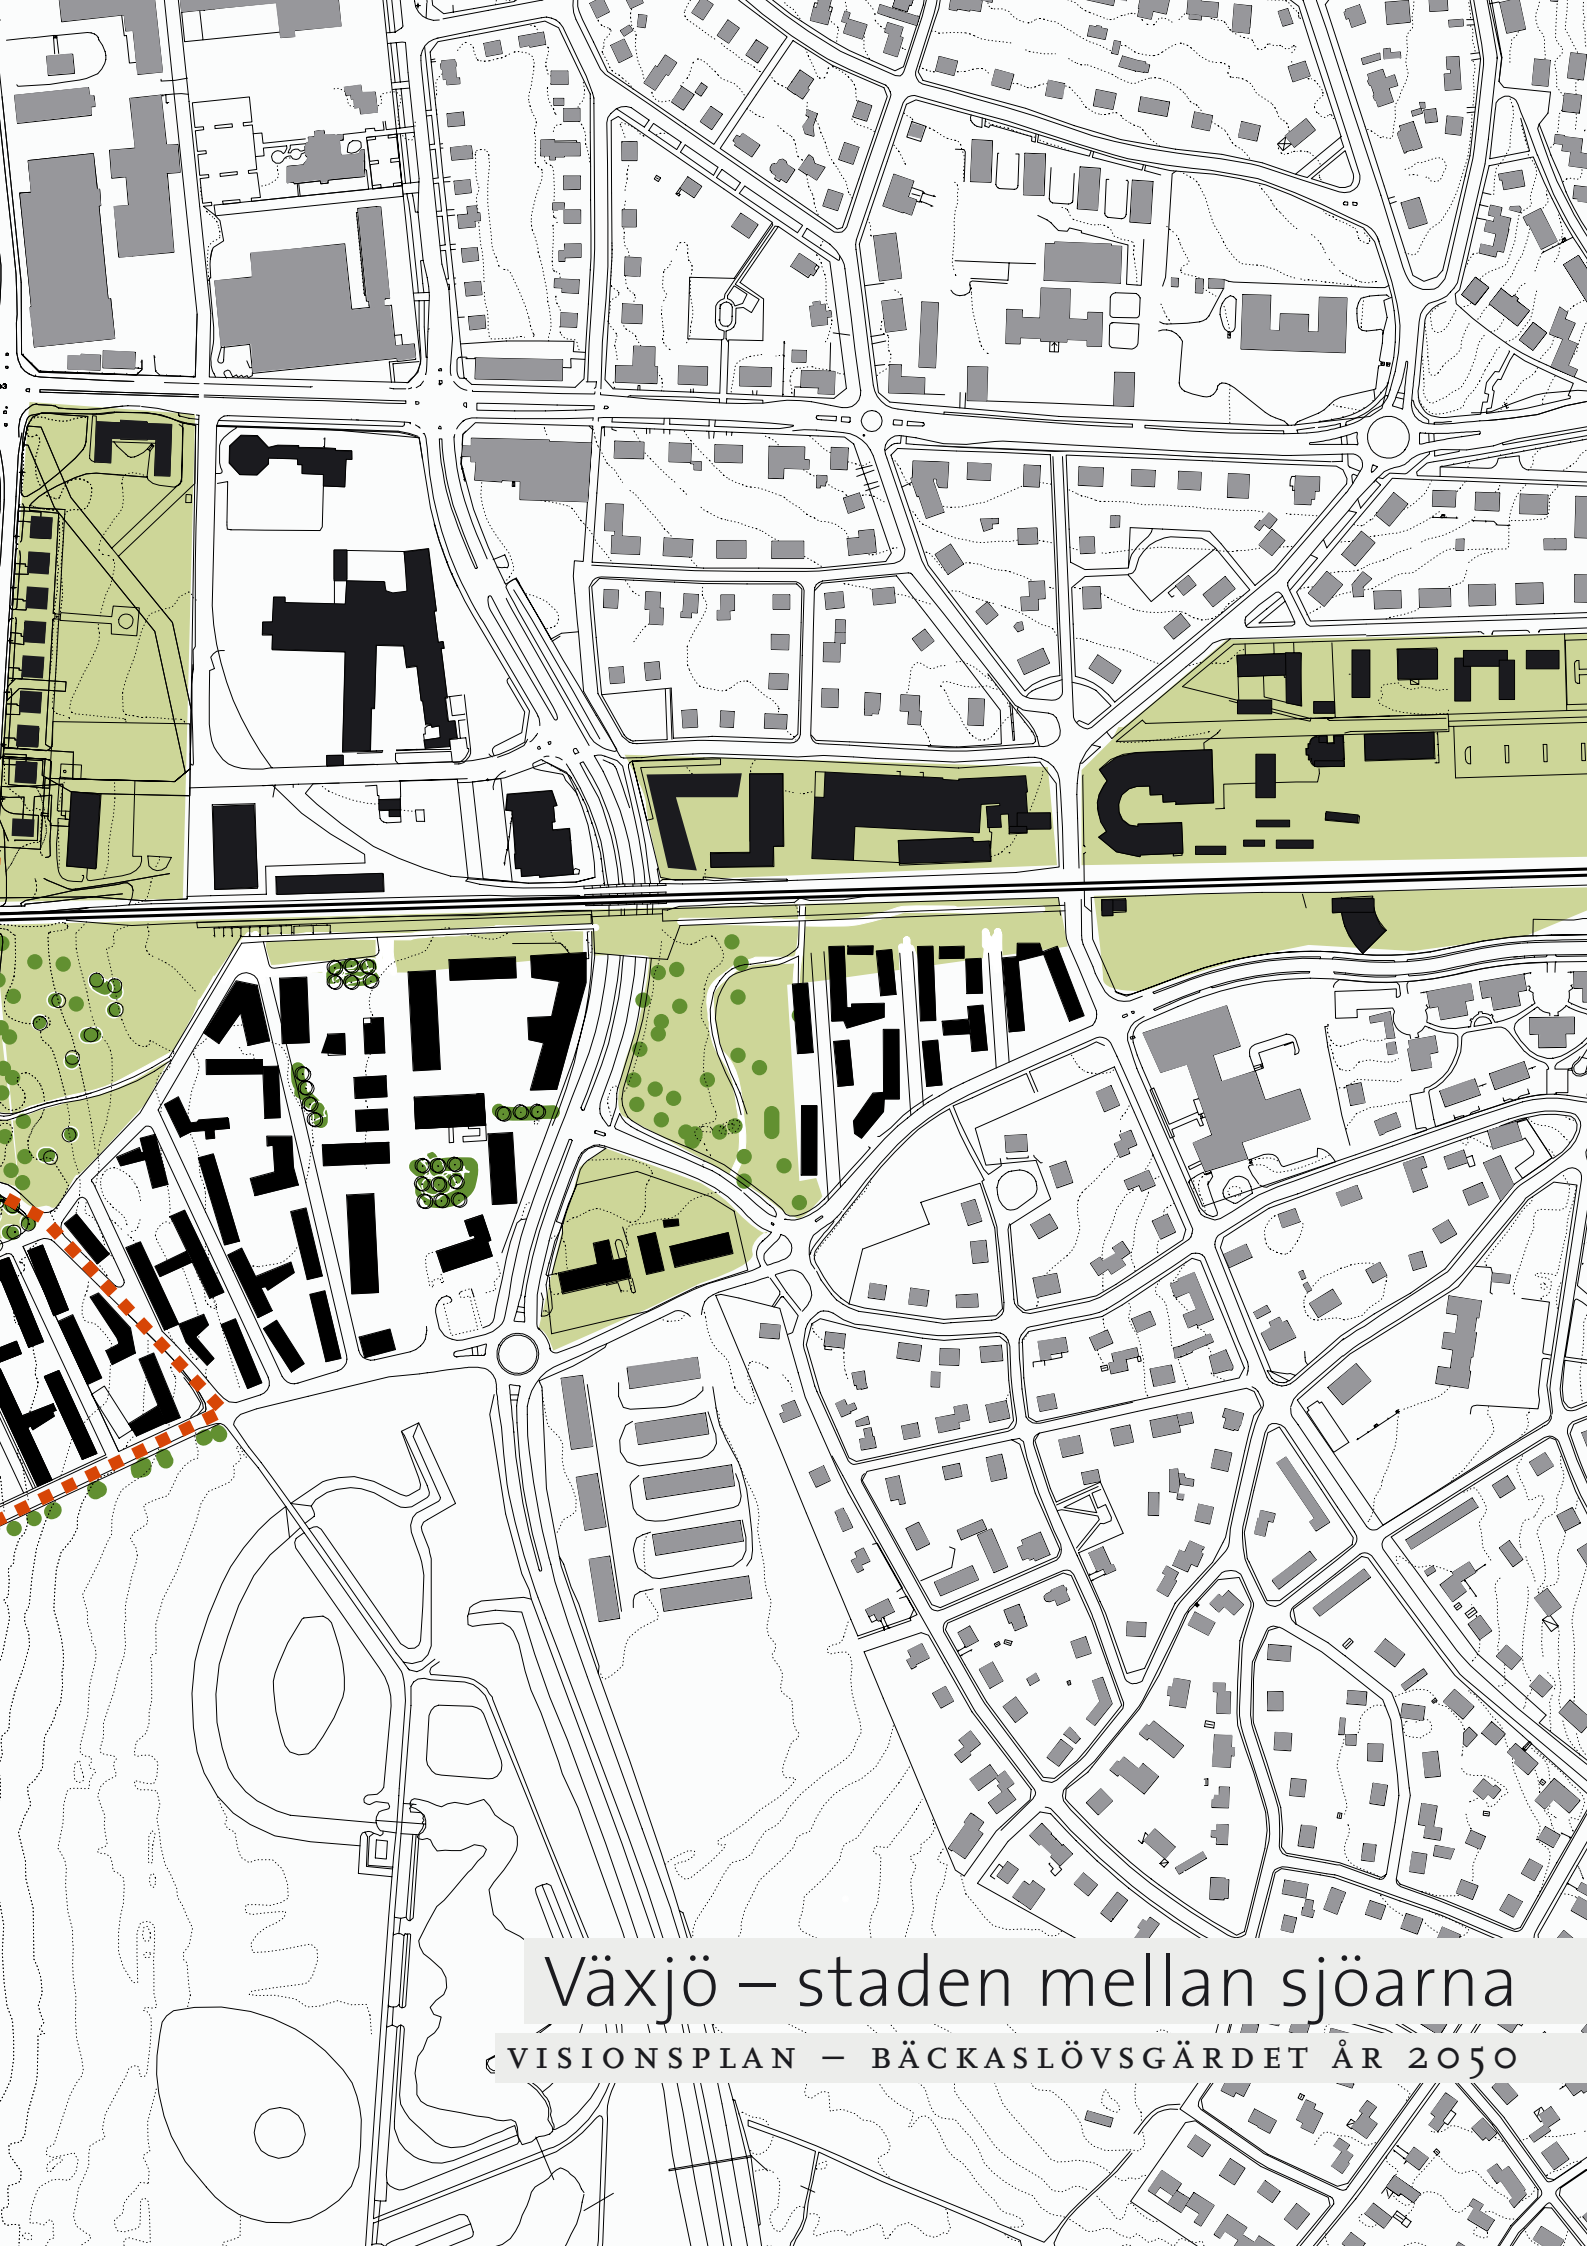 Växjö – staden mellan sjöarna
VISIONSPLAN – BÄCKASLÖVSGÄRDET ÅR 2050